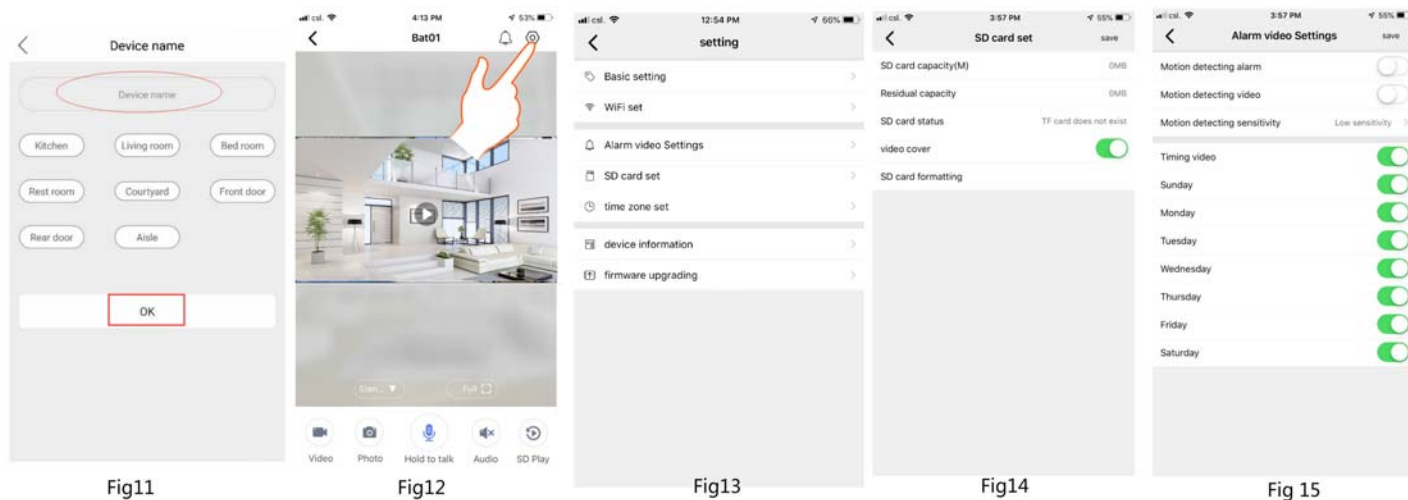 Device name
Device name
Kitchen
Living room
Bed room
Rest room
Courtyard
Front door
Rear door
Aisle
OK
Fig11
csl.
4:13 PM
53%
Bat01
Stan...
Full
Video
Photo
Hold to talk
Audio
SD Play
Fig12
csl.
12:54 PM
66%
setting
Basic setting
WiFi set
Alarm video Settings
SD card set
time zone set
device information
firmware upgrading
Fig13
csl.
3:57 PM
55%
SD card set
save
SD card capacity(M)
0MB
Residual capacity
0MB
SD card status
TF card does not exist
video cover
SD card formatting
Fig14
csl.
3:57 PM
55%
Alarm video Settings
save
Motion detecting alarm
Motion detecting video
Motion detecting sensitivity
Low sensitivity
Timing video
Sunday
Monday
Tuesday
Wednesday
Thursday
Friday
Saturday
Fig 15